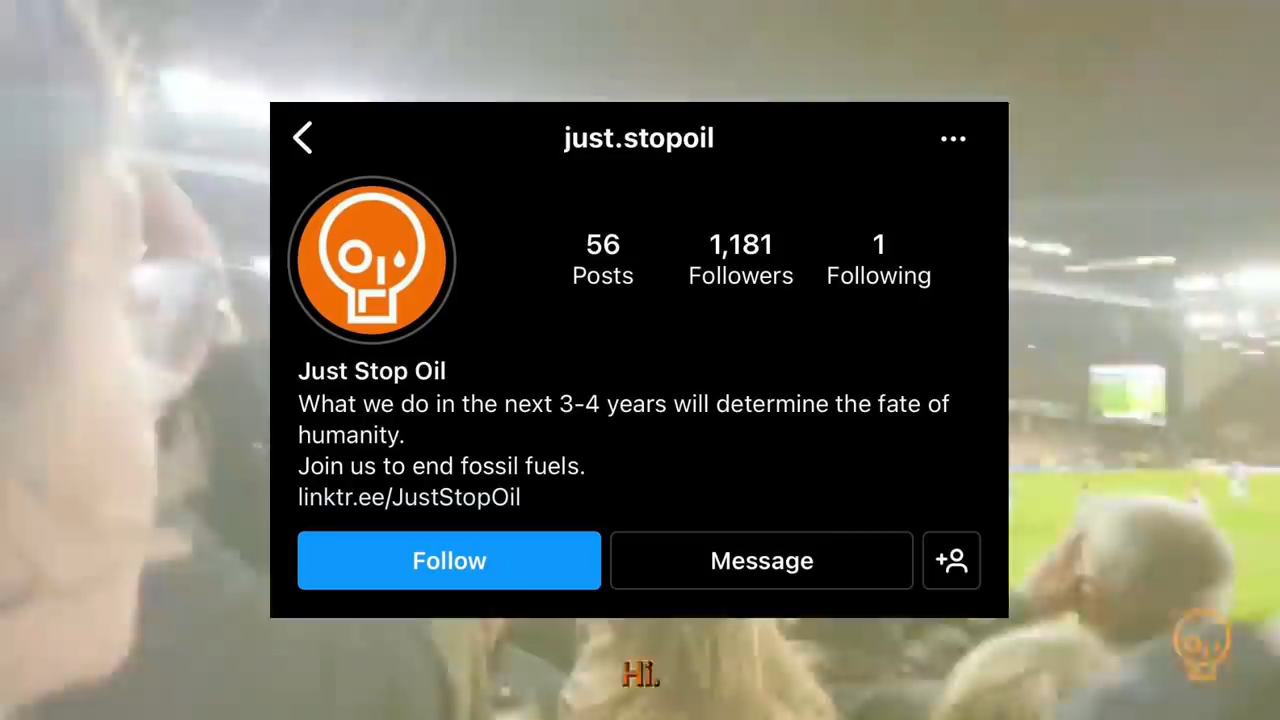 just.stopoil
56 1,181 1
Posts Followers Following
Just Stop Oil
What we do in the next 3-4 years will determine the fate of
humanity.
Join us to end fossil fuels.
linktr.ee/JustStopOil
Follow Message
Hi.